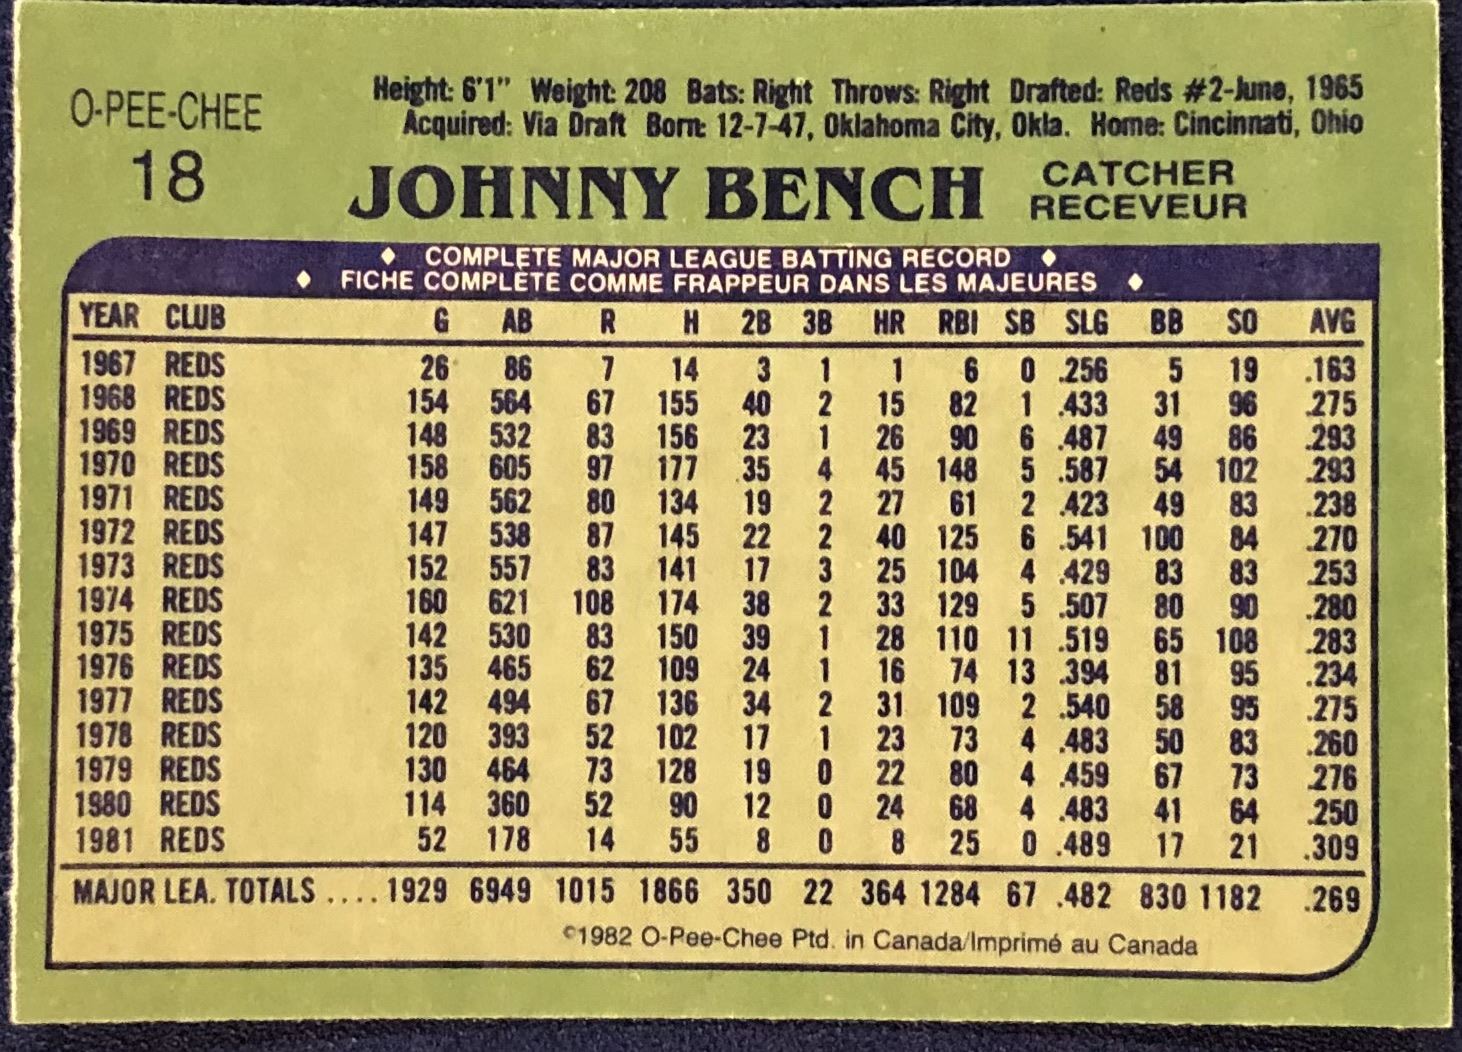 Height: 6'1" Weight: 208 Bats: Right Throws: Right Drafted: Reds #2-June, 1965
O-PEE-CHEE
Acquired: Via Draft Born: 12-7-47, Oklahoma City, Okla. Home: Cincinnati, Ohio
18
JOHNNY BENCH
CATCHER
RECEVEUR
♦ COMPLETE MAJOR LEAGUE BATTING RECORD ♦
♦ FICHE COMPLÈTE COMME FRAPPEUR DANS LES MAJEURES ♦
YEAR CLUB G AB R H 2B 3B HR RBI SB SLG BB SO AVG
1967 REDS 26 86 7 14 3 1 1 6 0 .256 5 19 .163
1968 REDS 154 564 67 155 40 2 15 82 1 .433 31 96 .275
1969 REDS 148 532 83 156 23 1 26 90 6 .487 49 86 .293
1970 REDS 158 605 97 177 35 4 45 148 5 .587 54 102 .293
1971 REDS 149 562 80 134 19 2 27 61 2 .423 49 83 .238
1972 REDS 147 538 87 145 22 2 40 125 6 .541 100 84 .270
1973 REDS 152 557 83 141 17 3 25 104 4 .429 83 83 .253
1974 REDS 160 621 108 174 38 2 33 129 5 .507 80 90 .280
1975 REDS 142 530 83 150 39 1 28 110 11 .519 65 108 .283
1976 REDS 135 465 62 109 24 1 16 74 13 .394 81 95 .234
1977 REDS 142 494 67 136 34 2 31 109 2 .540 58 95 .275
1978 REDS 120 393 52 102 17 1 23 73 4 .483 50 83 .260
1979 REDS 130 464 73 128 19 0 22 80 4 .459 67 73 .276
1980 REDS 114 360 52 90 12 0 24 68 4 .483 41 64 .250
1981 REDS 52 178 14 55 8 0 8 25 0 .489 17 21 .309
MAJOR LEA. TOTALS .... 1929 6949 1015 1866 350 22 364 1284 67 .482 830 1182 .269
©1982 O-Pee-Chee Ptd. in Canada/Imprimé au Canada